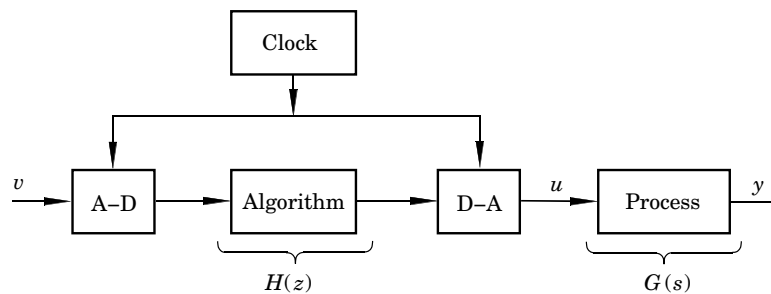 Clock
v
A–D
Algorithm
D–A
u
Process
y
H(z)
G(s)